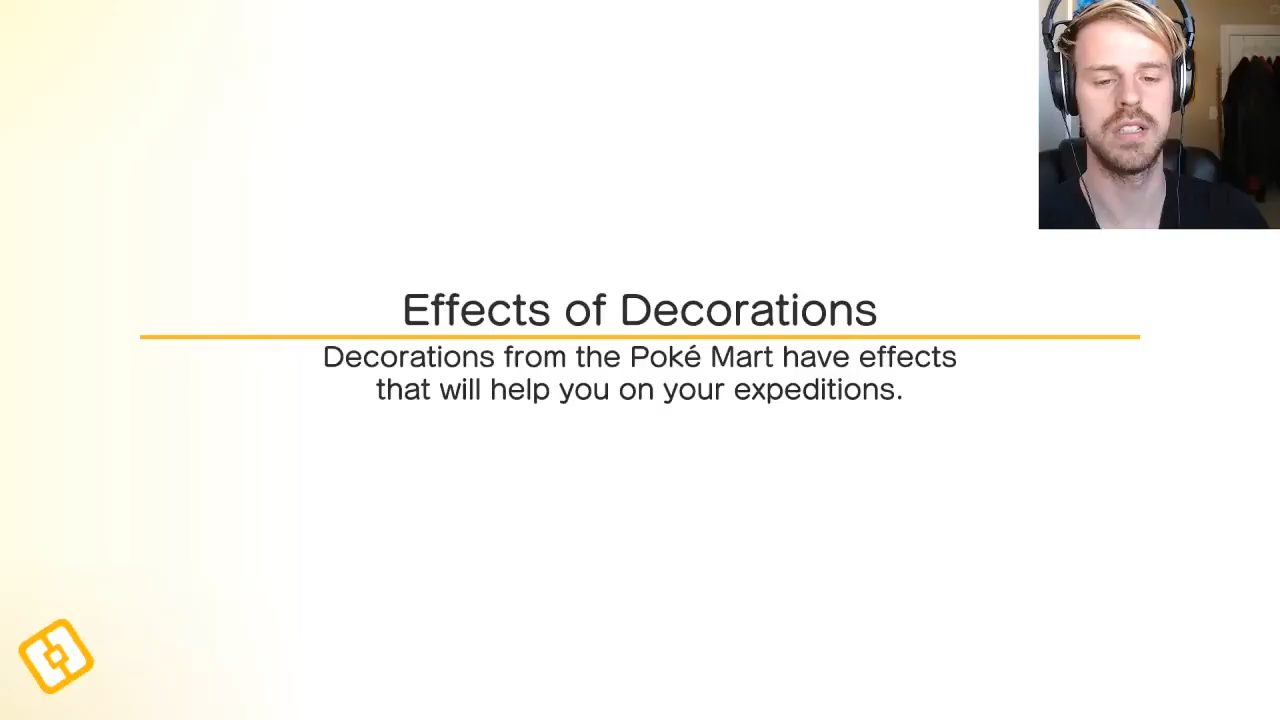 Effects of Decorations
Decorations from the Poké Mart have effects
that will help you on your expeditions.